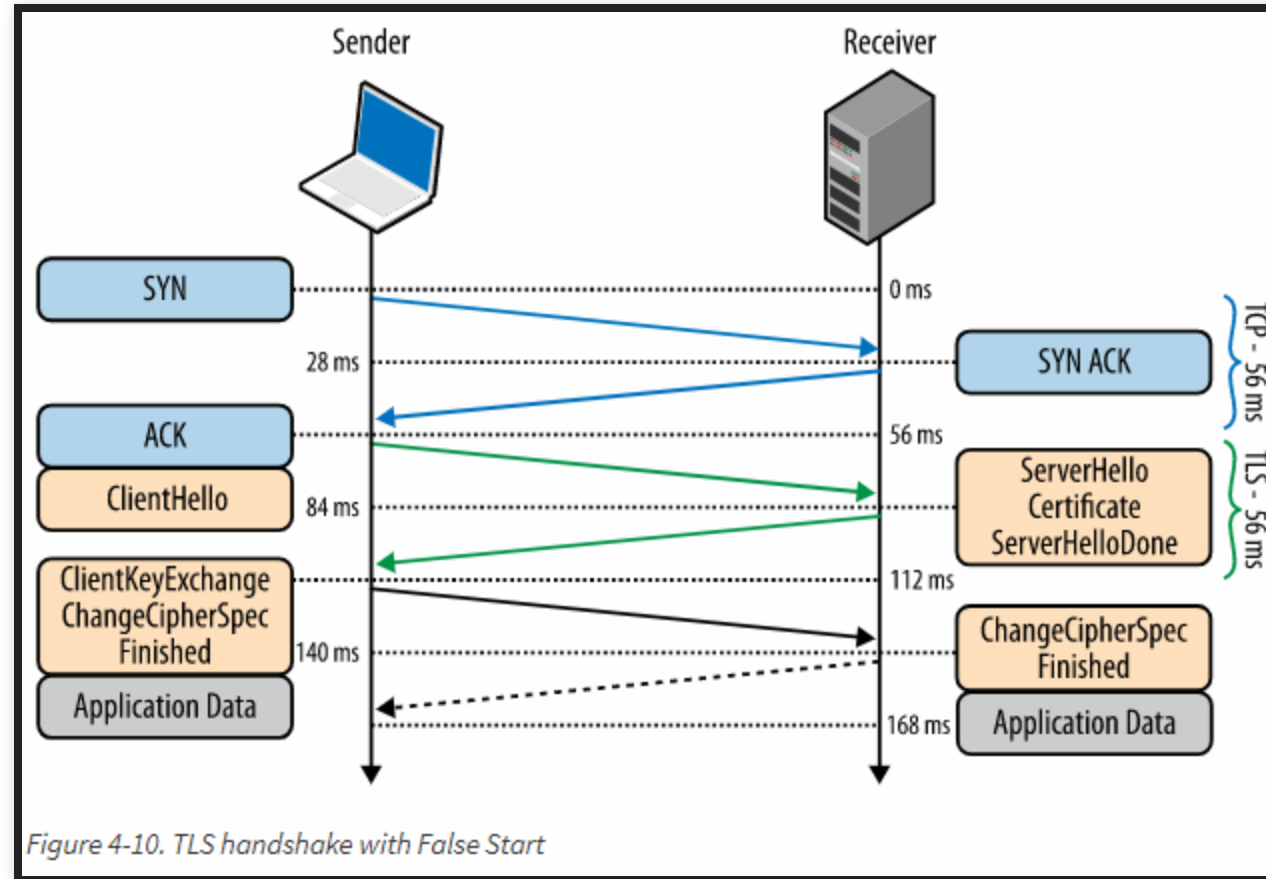 Sender
Receiver
SYN
0 ms
28 ms
SYN ACK
TCP - 56 ms
ACK
56 ms
ClientHello
84 ms
ServerHello
Certificate
ServerHelloDone
TLS - 56 ms
ClientKeyExchange
ChangeCipherSpec
Finished
112 ms
140 ms
ChangeCipherSpec
Finished
Application Data
168 ms
Application Data
Figure 4-10. TLS handshake with False Start